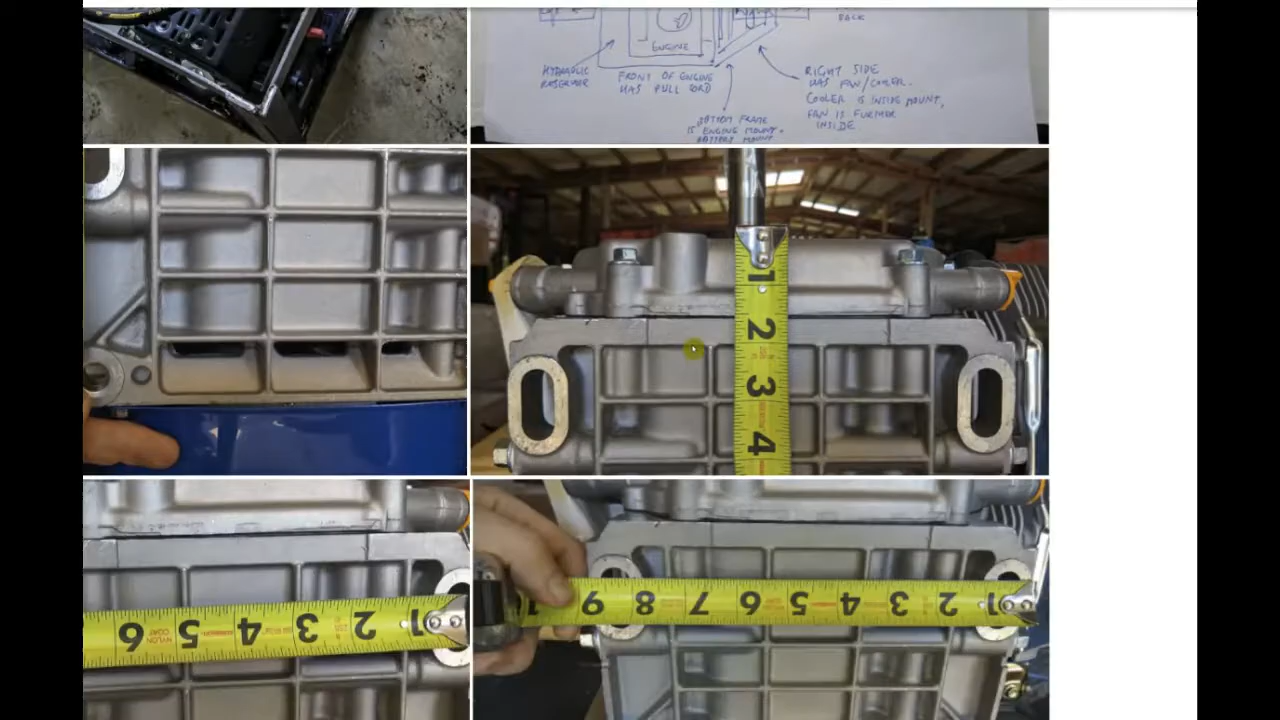 BACK
ENGINE
HYDRAULIC
RESERVOIR
FRONT OF ENGINE
HAS PULL CORD
RIGHT SIDE
HAS FAN/COOLER.
COOLER IS INSIDE MOUNT,
FAN IS FURTHER
INSIDE
BOTTOM FRAME
IS ENGINE MOUNT +
BATTERY MOUNT
1
2
3
4
6 5 4 3 2 1
9 8 7 6 5 4 3 2 1